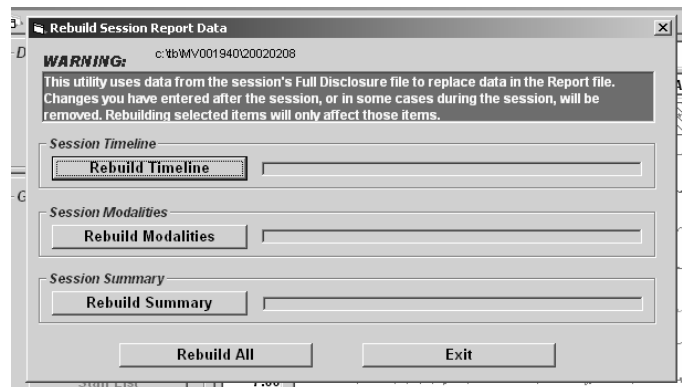 Rebuild Session Report Data
WARNING: c:\tb\MV001940\20020208
This utility uses data from the session's Full Disclosure file to replace data in the Report file.
Changes you have entered after the session, or in some cases during the session, will be
removed. Rebuilding selected items will only affect those items.
Session Timeline
Rebuild Timeline
Session Modalities
Rebuild Modalities
Session Summary
Rebuild Summary
Rebuild All
Exit